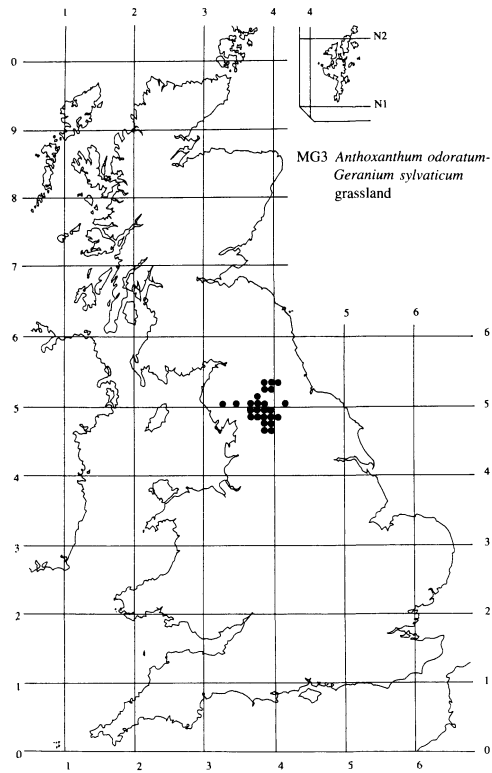 1 2 3 4 4
N2
0
N1
9
MG3 Anthoxanthum odoratum-
Geranium sylvaticum
grassland
8
7
5 6
6 6
5 5
4 4
3 3
2 2
1 1
0 0
1 2 3 4 5 6